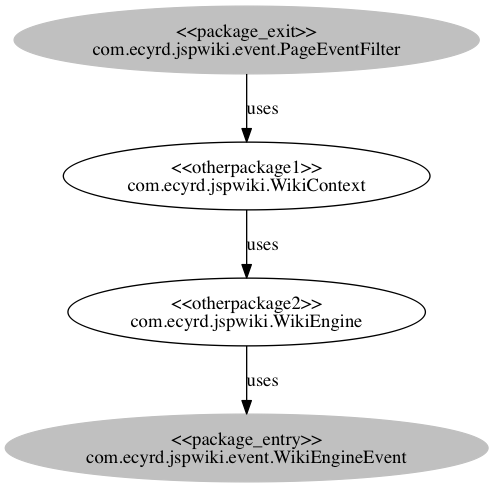 <<package_exit>>
com.ecyrd.jspwiki.event.PageEventFilter
uses
<<otherpackage1>>
com.ecyrd.jspwiki.WikiContext
uses
<<otherpackage2>>
com.ecyrd.jspwiki.WikiEngine
uses
<<package_entry>>
com.ecyrd.jspwiki.event.WikiEngineEvent